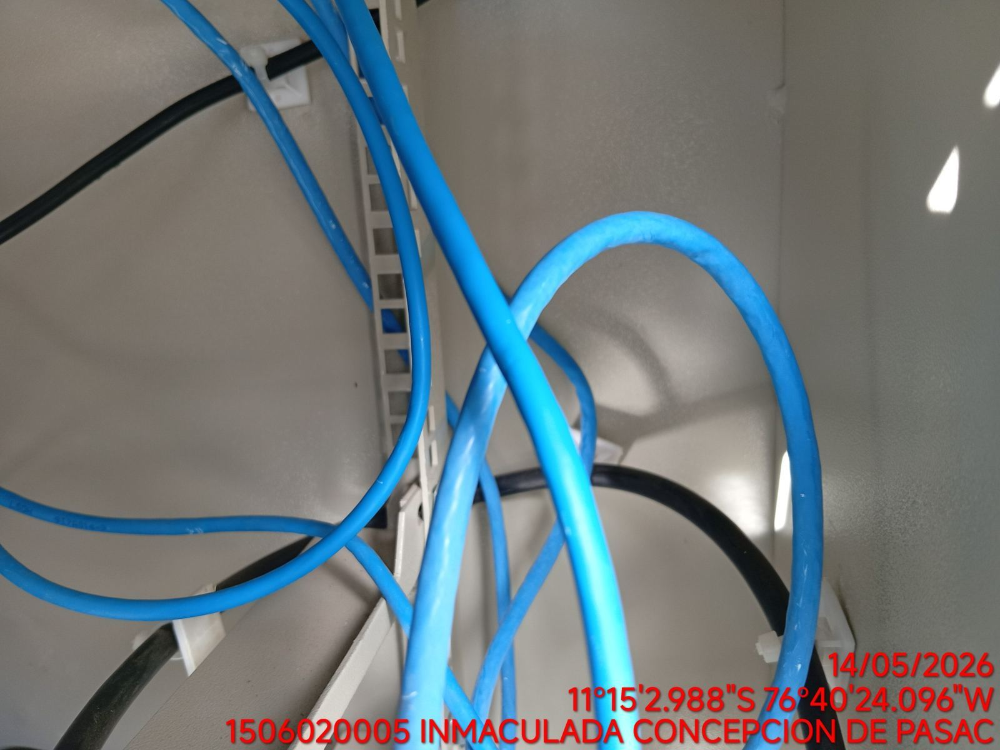 14/05/2026
11°15'2.988"S 76°40'24.096"W
1506020005 INMACULADA CONCEPCION DE PASAC